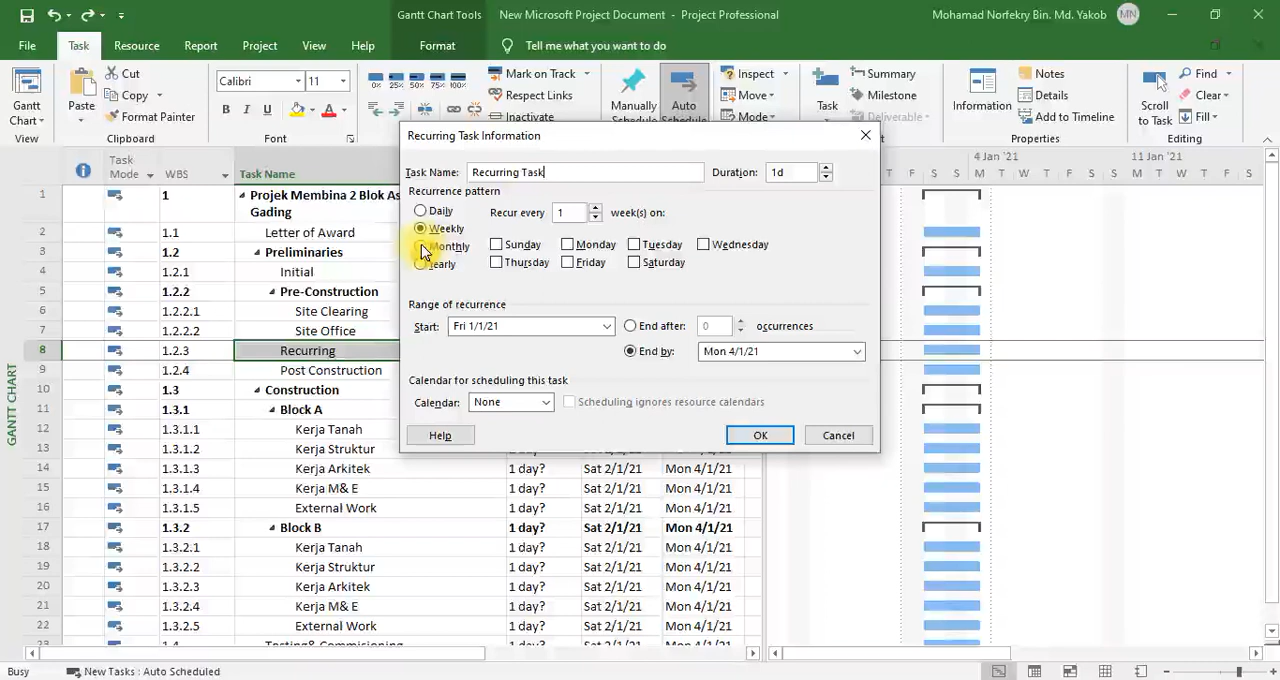 Gantt Chart Tools New Microsoft Project Document - Project Professional Mohamad Norfekry Bin. Md. Yakob MN
File Task Resource Report Project View Help Format Tell me what you want to do
Gantt Chart
View
Paste
Cut
Copy
Format Painter
Clipboard
Calibri 11
B I U A
Font
0% 25% 50% 75% 100%
Mark on Track
Respect Links
Inactivate
Manually Schedule
Auto Schedule
Inspect
Move
Mode
Task
Summary
Milestone
Deliverable
Information
Notes
Details
Add to Timeline
Properties
Scroll to Task
Find
Clear
Fill
Editing
Recurring Task Information
Task Name: Recurring Task Duration: 1d
Recurrence pattern
Daily Recur every 1 week(s) on:
Weekly
Monthly Sunday Monday Tuesday Wednesday
Yearly Thursday Friday Saturday
Range of recurrence
Start: Fri 1/1/21 End after: 0 occurrences
End by: Mon 4/1/21
Calendar for scheduling this task
Calendar: None Scheduling ignores resource calendars
Help OK Cancel
4 Jan '21 11 Jan '21
T F S S M T W T F S S M T W T F S
GANTT CHART
Task Mode WBS Task Name
1 1 Projek Membina 2 Blok As
Gading
2 1.1 Letter of Award
3 1.2 Preliminaries
4 1.2.1 Initial
5 1.2.2 Pre-Construction
6 1.2.2.1 Site Clearing
7 1.2.2.2 Site Office
8 1.2.3 Recurring
9 1.2.4 Post Construction
10 1.3 Construction
11 1.3.1 Block A
12 1.3.1.1 Kerja Tanah
13 1.3.1.2 Kerja Struktur
14 1.3.1.3 Kerja Arkitek 1 day? Sat 2/1/21 Mon 4/1/21
15 1.3.1.4 Kerja M& E 1 day? Sat 2/1/21 Mon 4/1/21
16 1.3.1.5 External Work 1 day? Sat 2/1/21 Mon 4/1/21
17 1.3.2 Block B 1 day? Sat 2/1/21 Mon 4/1/21
18 1.3.2.1 Kerja Tanah 1 day? Sat 2/1/21 Mon 4/1/21
19 1.3.2.2 Kerja Struktur 1 day? Sat 2/1/21 Mon 4/1/21
20 1.3.2.3 Kerja Arkitek 1 day? Sat 2/1/21 Mon 4/1/21
21 1.3.2.4 Kerja M& E 1 day? Sat 2/1/21 Mon 4/1/21
22 1.3.2.5 External Work 1 day? Sat 2/1/21 Mon 4/1/21
Busy New Tasks : Auto Scheduled